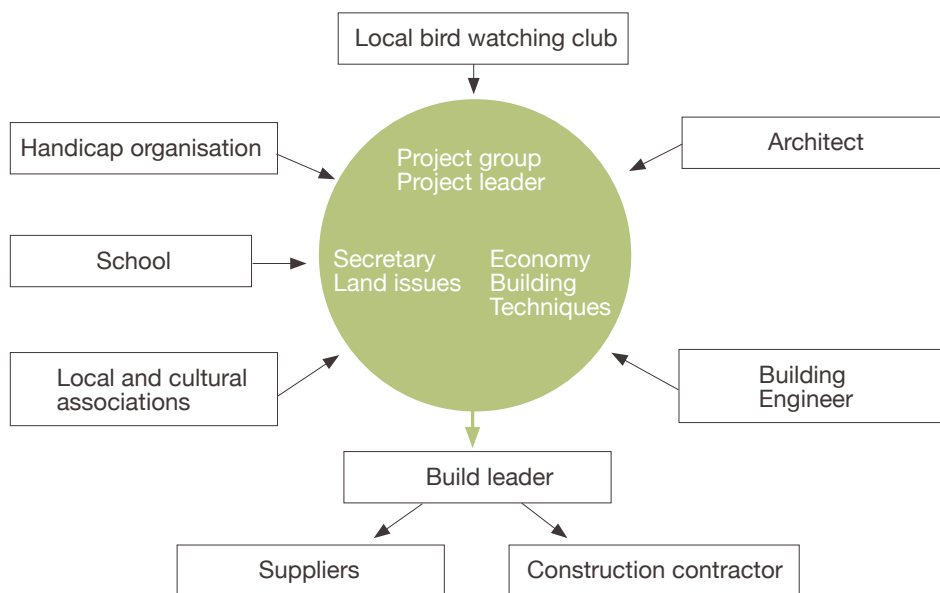 Local bird watching club
Handicap organisation
Architect
Project group
Project leader
School
Secretary
Land issues
Economy
Building
Techniques
Local and cultural
associations
Building
Engineer
Build leader
Suppliers
Construction contractor